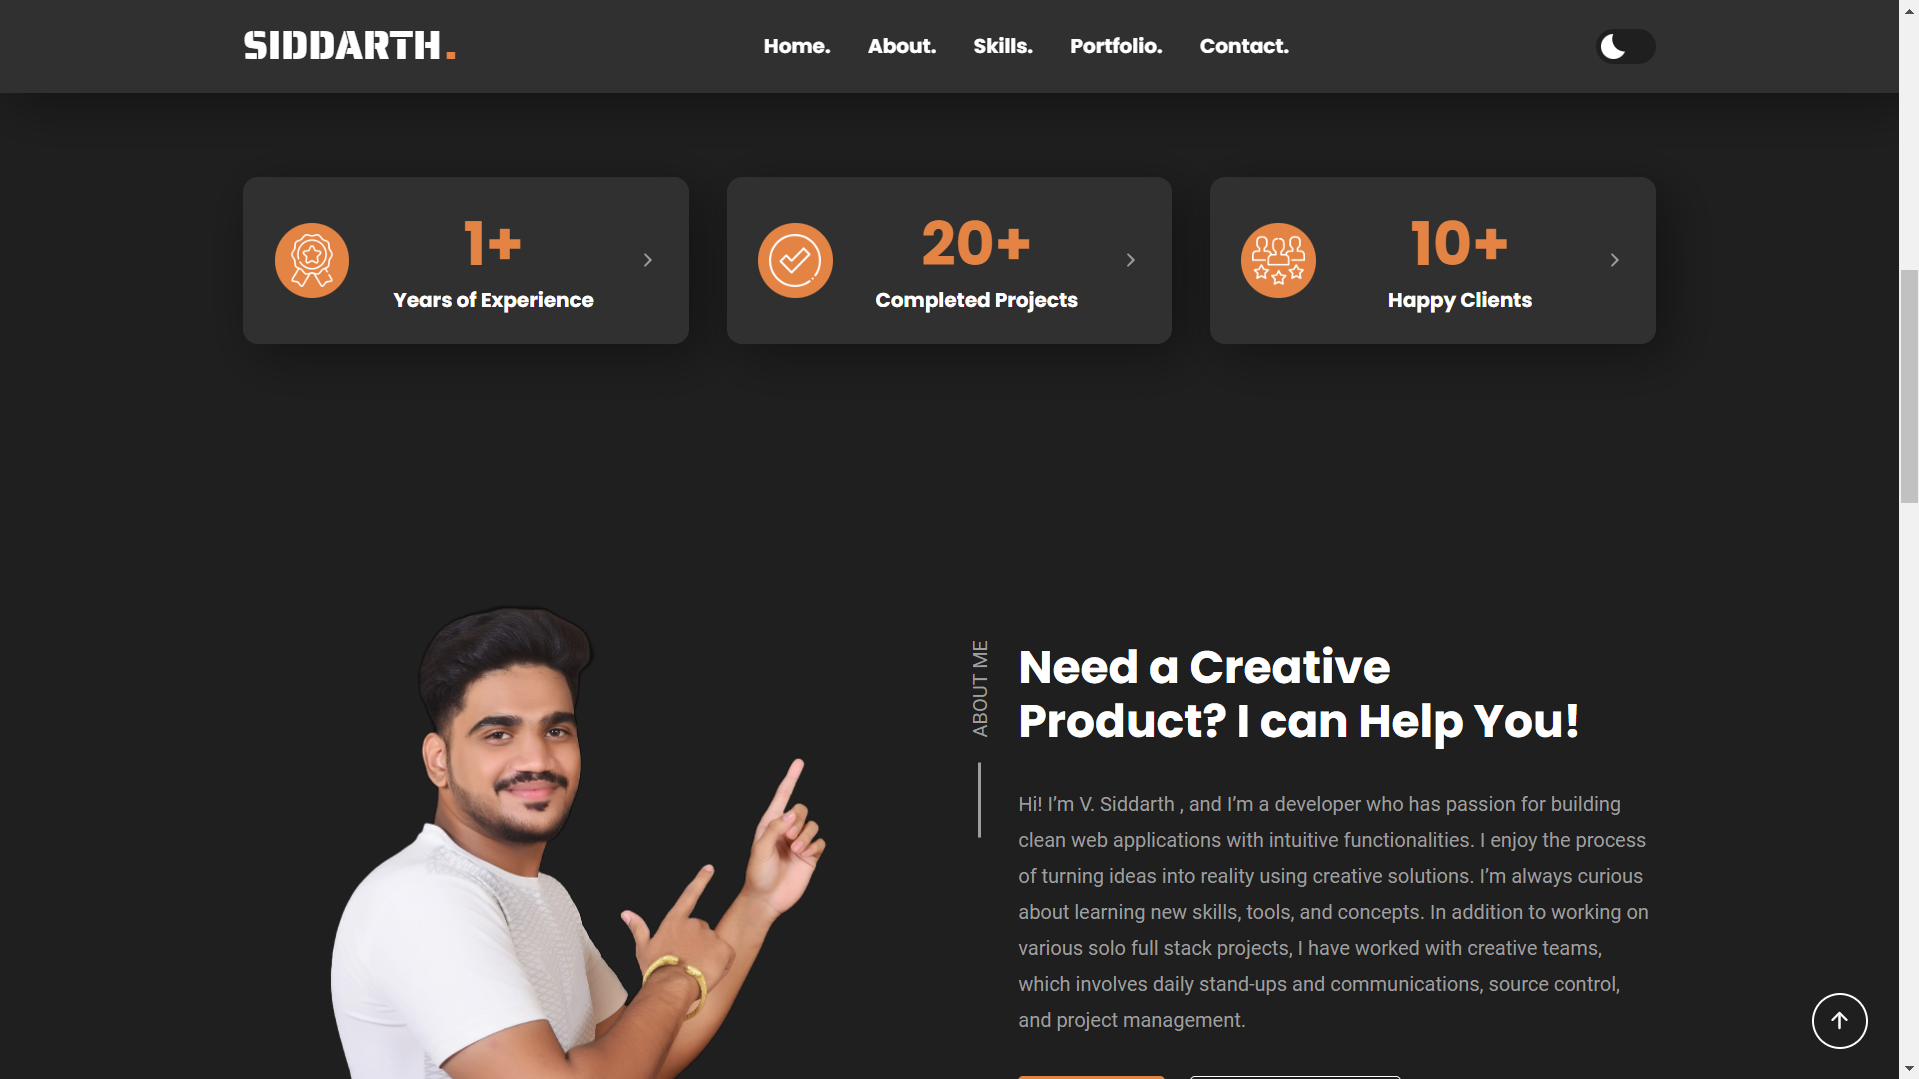 SIDDARTH.
Home. About. Skills. Portfolio. Contact.
1+
Years of Experience
20+
Completed Projects
10+
Happy Clients
ABOUT ME
Need a Creative
Product? I can Help You!
Hi! I’m V. Siddarth , and I’m a developer who has passion for building
clean web applications with intuitive functionalities. I enjoy the process
of turning ideas into reality using creative solutions. I’m always curious
about learning new skills, tools, and concepts. In addition to working on
various solo full stack projects, I have worked with creative teams,
which involves daily stand-ups and communications, source control,
and project management.